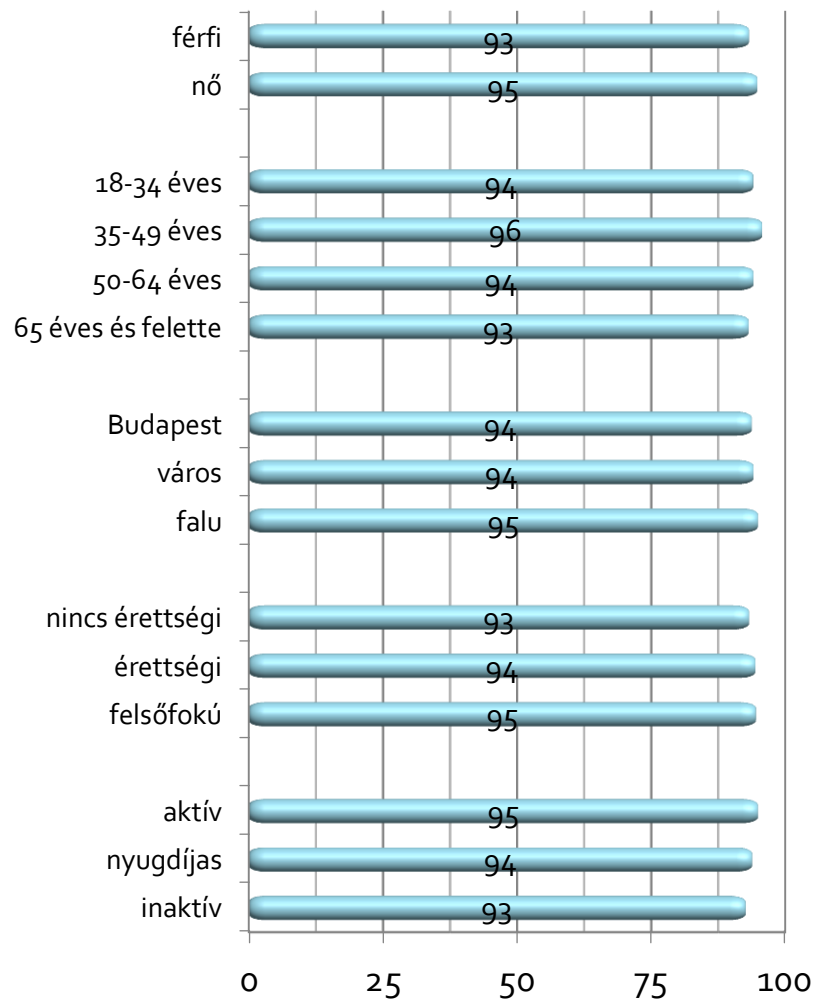 férfi 93
nő 95
18-34 éves 94
35-49 éves 96
50-64 éves 94
65 éves és felette 93
Budapest 94
város 94
falu 95
nincs érettségi 93
érettségi 94
felsőfokú 95
aktív 95
nyugdíjas 94
inaktív 93
0 25 50 75 100